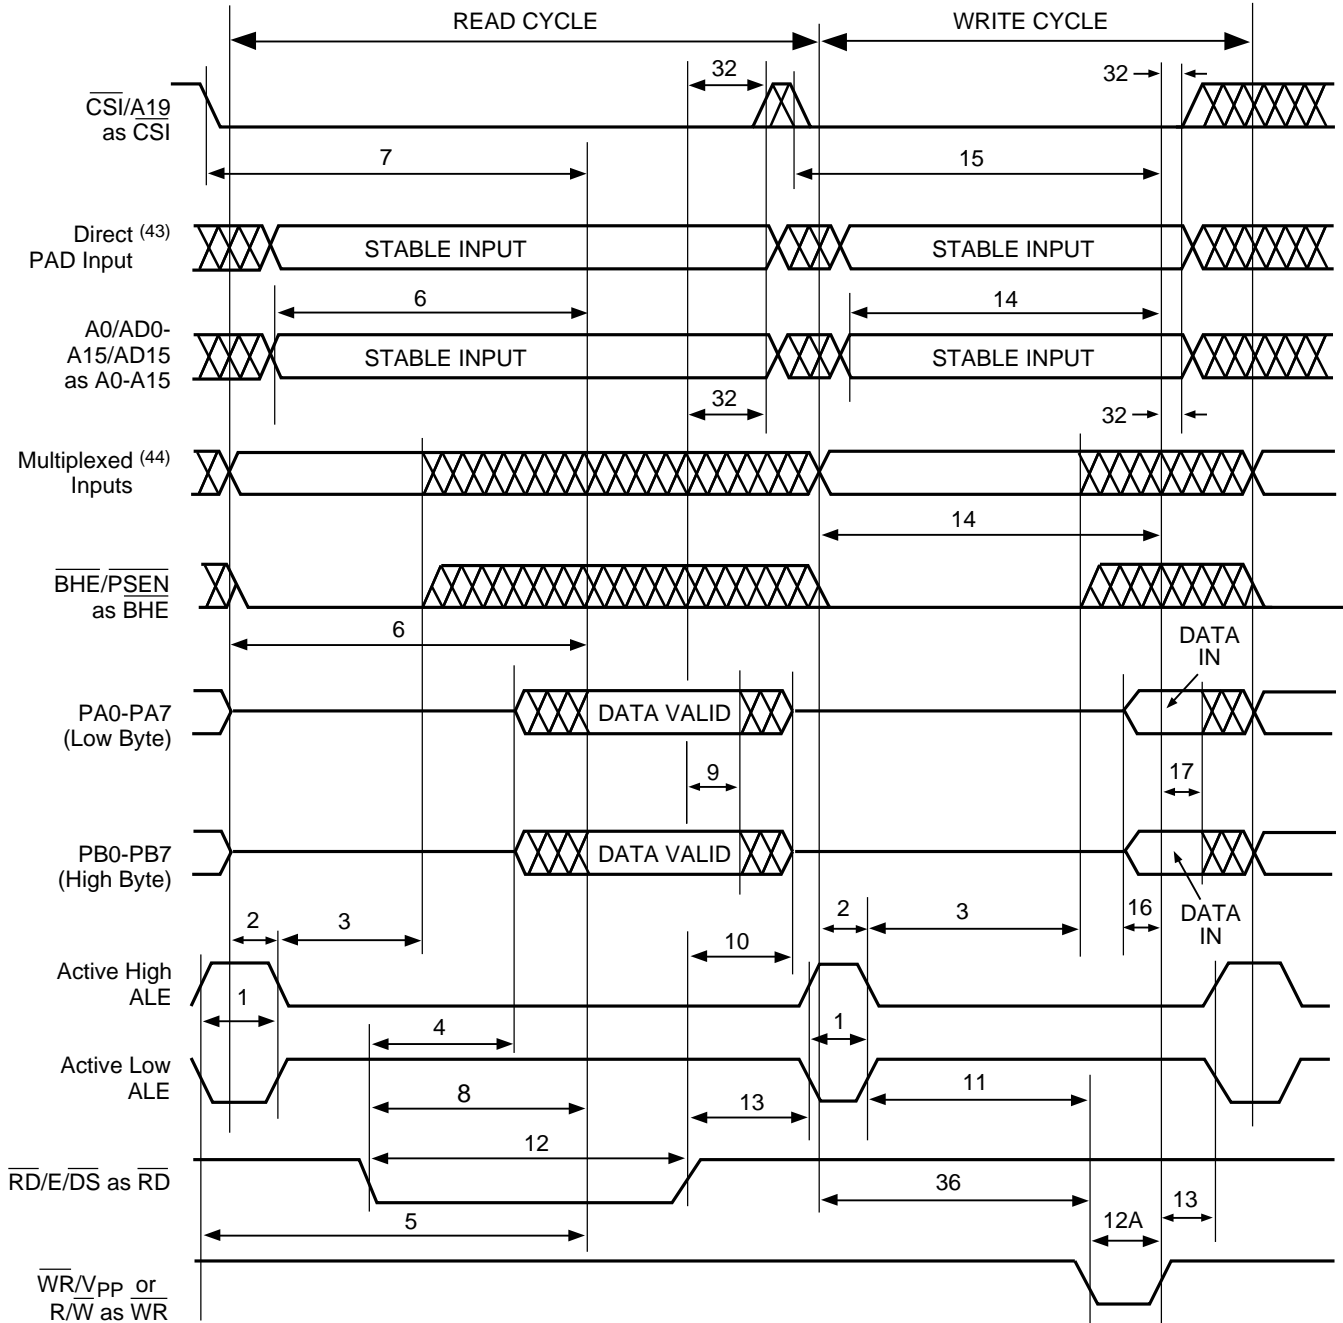 READ CYCLE WRITE CYCLE
32 32
CSI/A19
as CSI
7 15
Direct (43)
PAD Input
STABLE INPUT STABLE INPUT
6 14
A0/AD0-
A15/AD15
as A0-A15
STABLE INPUT STABLE INPUT
32 32
Multiplexed (44)
Inputs
14
BHE/PSEN
as BHE
6
DATA
IN
PA0-PA7
(Low Byte)
DATA VALID
9 17
PB0-PB7
(High Byte)
DATA VALID
DATA
IN
2 3 10 2 3 16
Active High
ALE
1 4 1
Active Low
ALE
8 13 11
12
RD/E/DS as RD
36
5 12A 13
WR/VPP or
R/W as WR